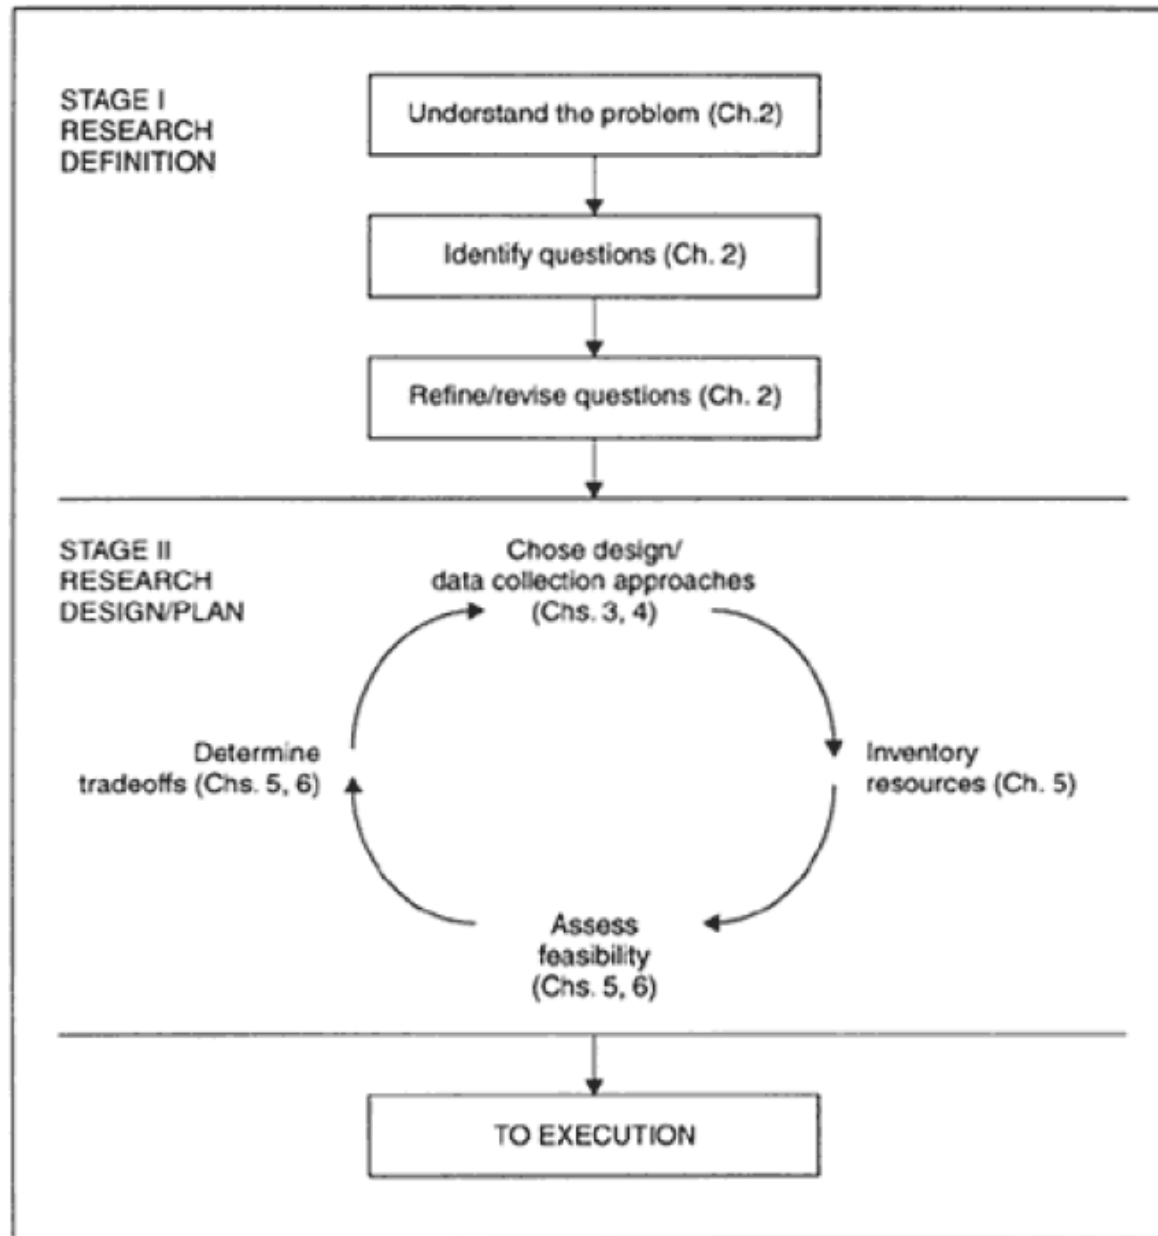 STAGE I
RESEARCH
DEFINITION
Understand the problem (Ch.2)
Identify questions (Ch. 2)
Refine/revise questions (Ch. 2)
STAGE II
RESEARCH
DESIGN/PLAN
Chose design/
data collection approaches
(Chs. 3, 4)
Determine
tradeoffs (Chs. 5, 6)
Inventory
resources (Ch. 5)
Assess
feasibility
(Chs. 5, 6)
TO EXECUTION